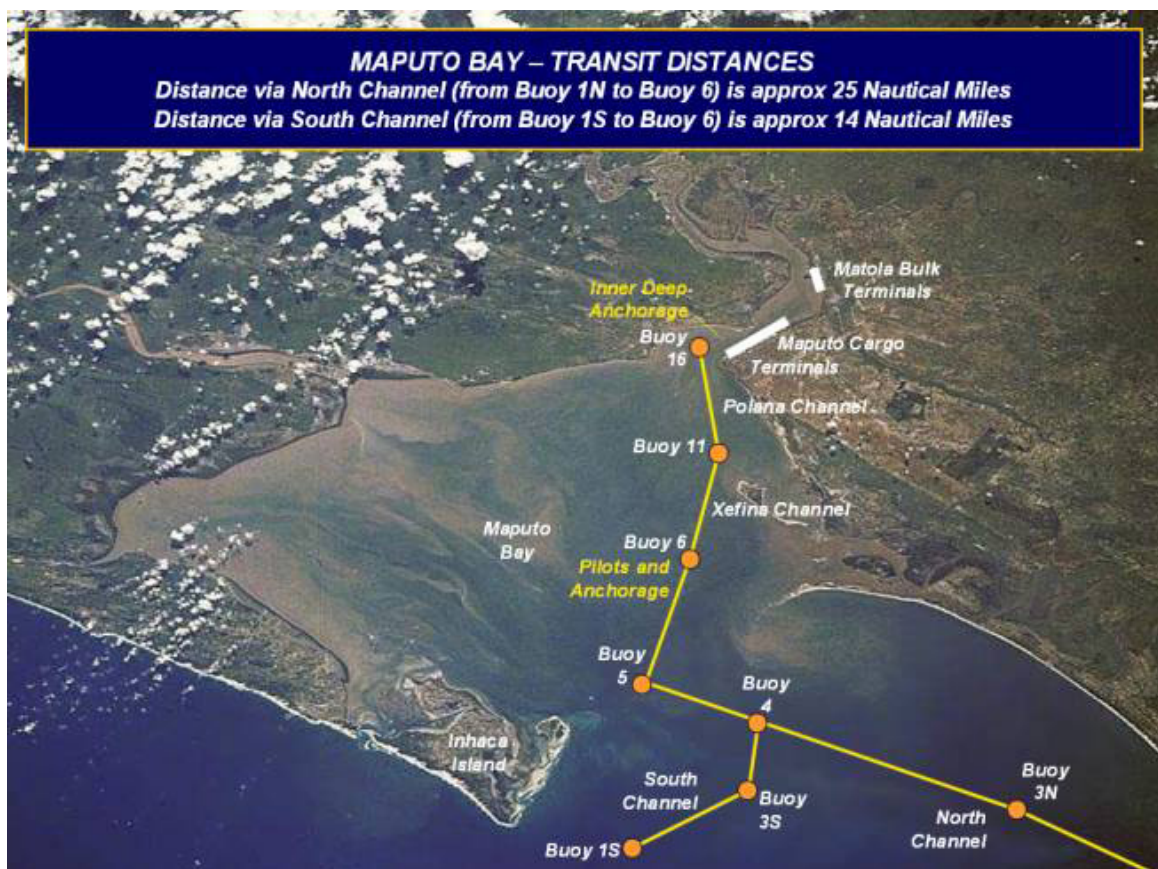 MAPUTO BAY – TRANSIT DISTANCES
Distance via North Channel (from Buoy 1N to Buoy 6) is approx 25 Nautical Miles
Distance via South Channel (from Buoy 1S to Buoy 6) is approx 14 Nautical Miles
Matola Bulk
Terminals
Inner Deep-
Anchorage
Buoy
16
Maputo Cargo
Terminals
Polana Channel
Buoy 11
Xefina Channel
Maputo
Bay
Buoy 6
Pilots and
Anchorage
Buoy
5
Buoy
4
Inhaca
Island
South
Channel
Buoy
3S
Buoy
3N
North
Channel
Buoy 1S